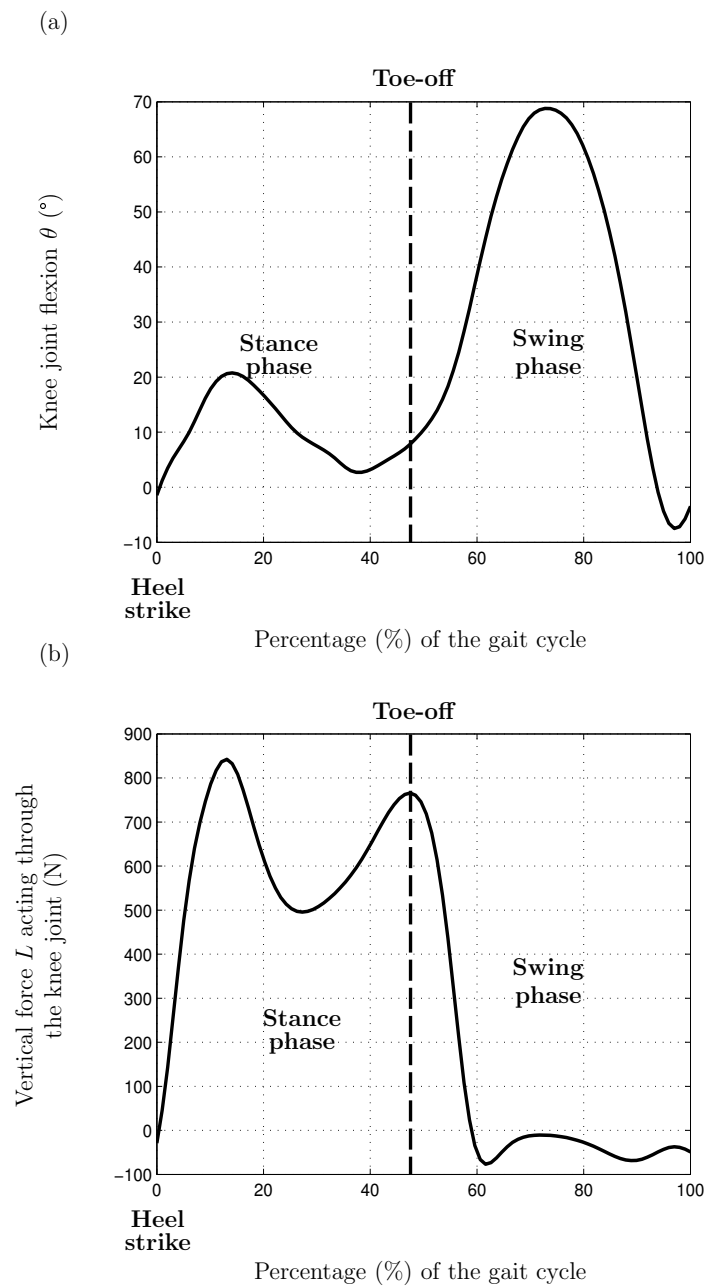 (a)
Toe-off
70
60
50
40
30
20
10
0
−10
Knee joint flexion θ (°)
Stance
phase
Swing
phase
0 20 40 60 80 100
Heel
strike
Percentage (%) of the gait cycle
(b)
Toe-off
900
800
700
600
500
400
300
200
100
0
−100
Vertical force L acting through
the knee joint (N)
Swing
phase
Stance
phase
0 20 40 60 80 100
Heel
strike
Percentage (%) of the gait cycle